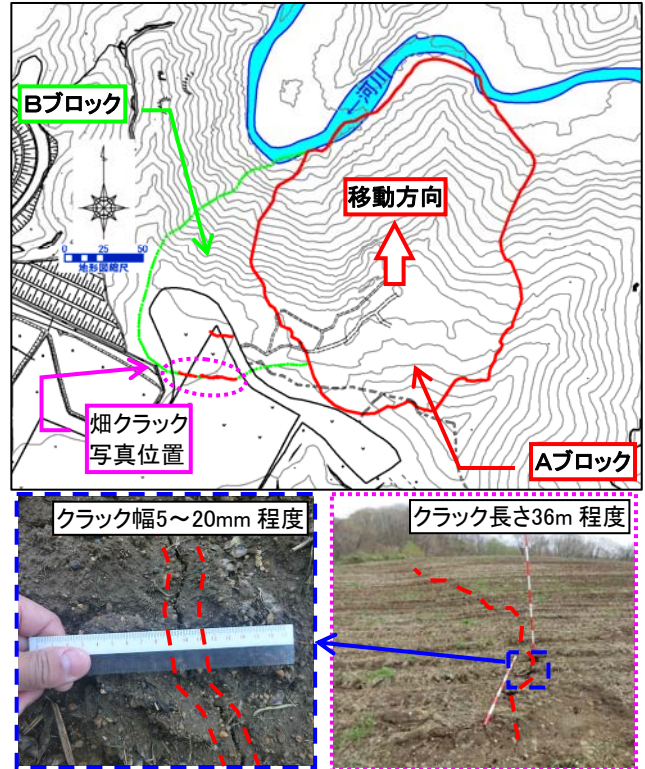 Bブロック
←河川
移動方向
0 25 50
地形図縮尺
畑クラック
写真位置
Aブロック
クラック幅5～20mm 程度
クラック長さ36m 程度